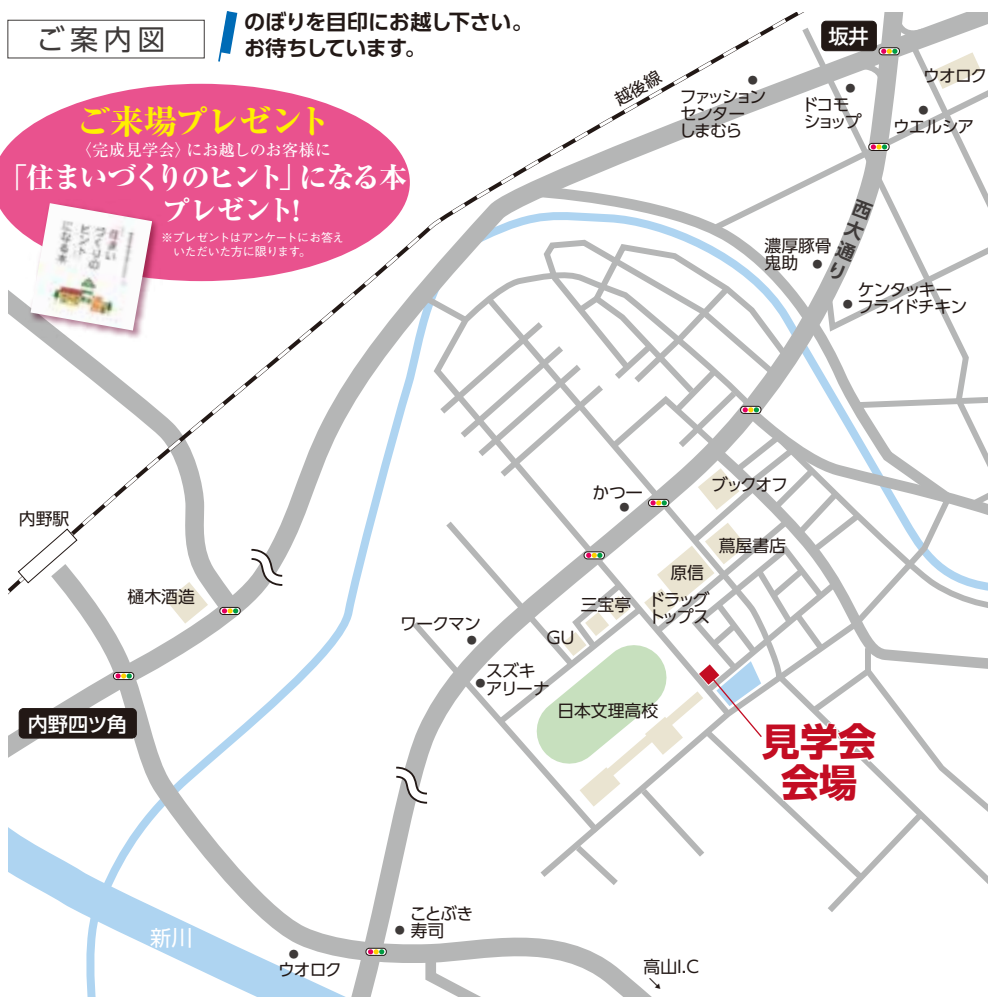 ご案内図
のぼりを目印にお越し下さい。
お待ちしています。
ご来場プレゼント
〈完成見学会〉にお越しのお客様に
「住まいづくりのヒント」になる本
プレゼント!
※プレゼントはアンケートにお答え
いただいた方に限ります。
住まい
づくりの
ヒント
になる本
越後線
坂井
ファッション
センター
しまむら
ドコモ
ショップ
ウオロク
ウエルシア
西大通り
濃厚豚骨
鬼助
ケンタッキー
フライドチキン
内野駅
樋木酒造
かつ一
ブックオフ
蔦屋書店
原信
ドラッグ
トップス
三宝亭
GU
ワークマン
スズキ
アリーナ
日本文理高校
内野四ツ角
見学会
会場
新川
ことぶき
寿司
ウオロク
高山I.C